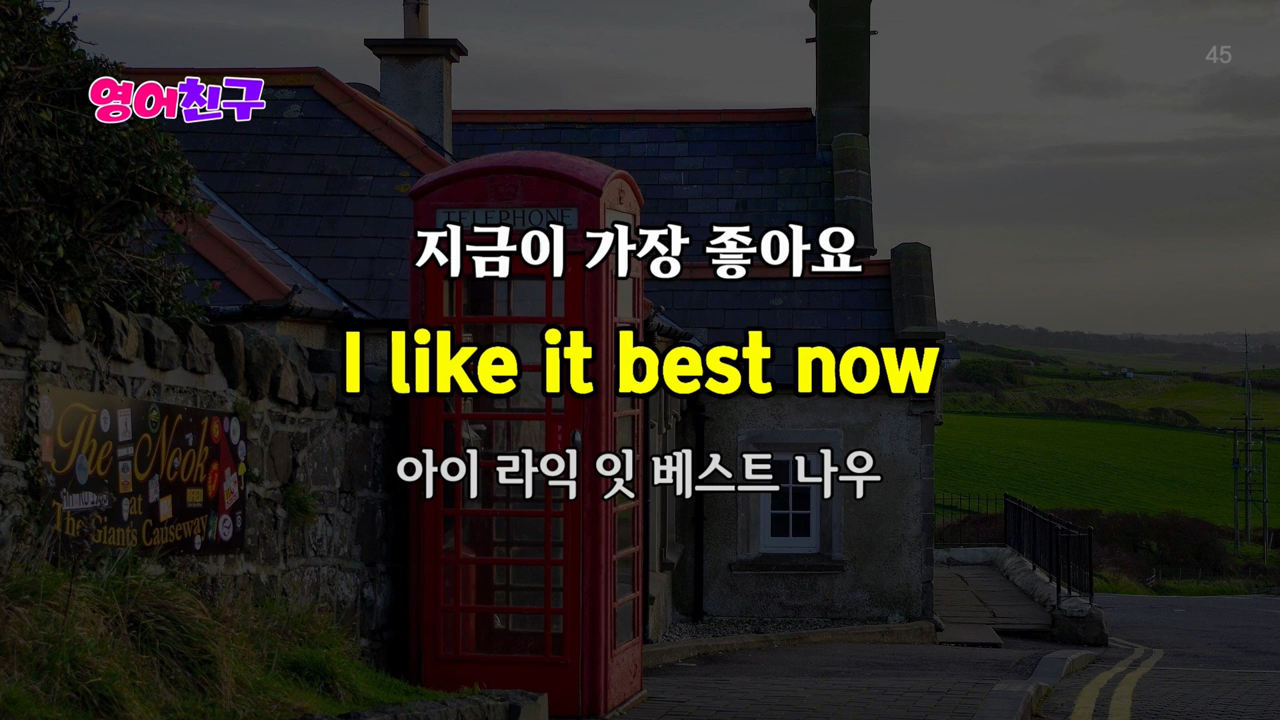 45
영어친구
TELEPHONE
지금이 가장 좋아요
I like it best now
아이 라익 잇 베스트 나우
The Nook
at
The Giants Causeway